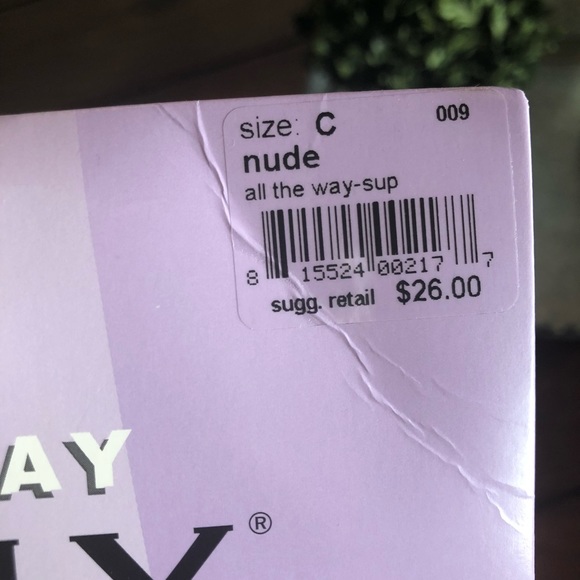 size: C 009
nude
all the way-sup
8 15524 00217 7
sugg. retail $26.00
AY
X®